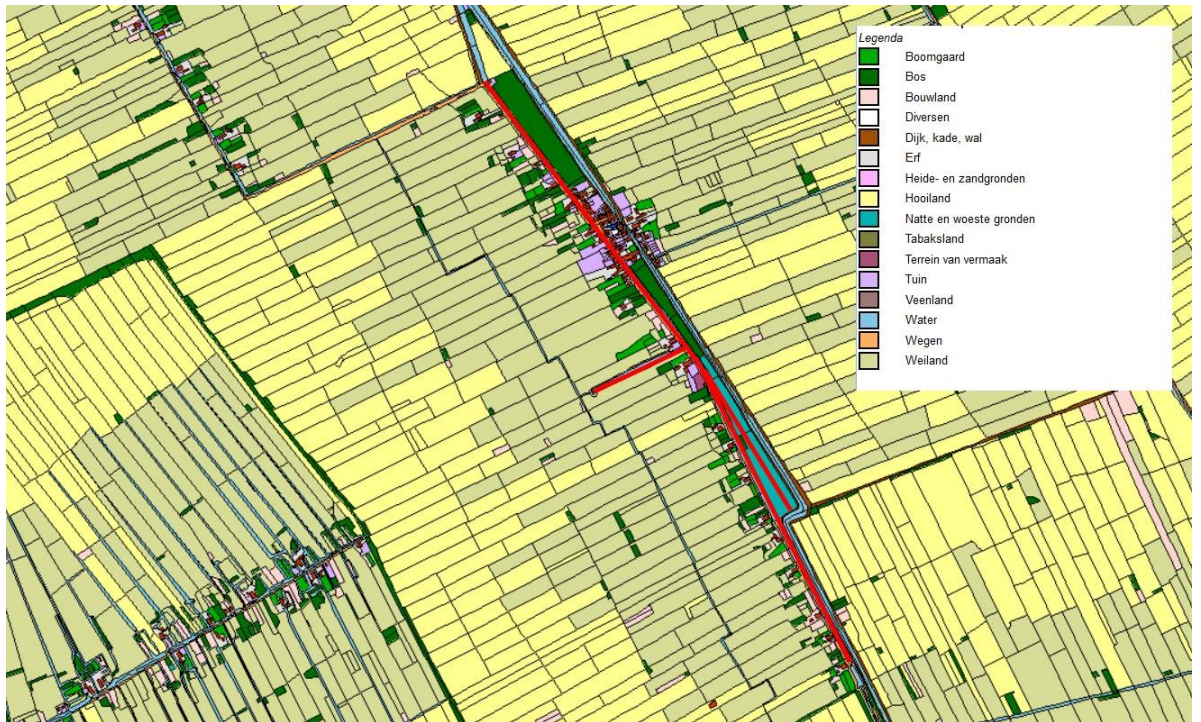 Legenda
Boomgaard
Bos
Bouwland
Diversen
Dijk, kade, wal
Erf
Heide- en zandgronden
Hooiland
Natte en woeste gronden
Tabaksland
Terrein van vermaak
Tuin
Veenland
Water
Wegen
Weiland